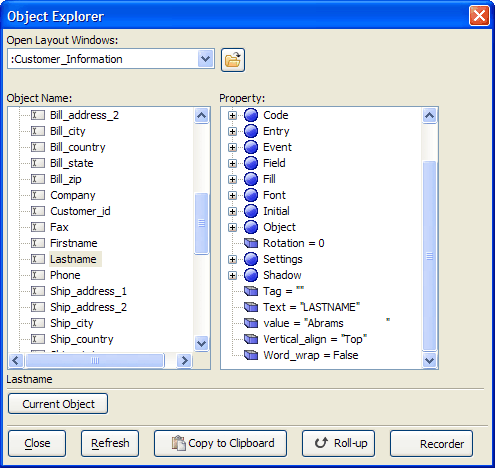 Object Explorer
Open Layout Windows:
:Customer_Information
Object Name:
Bill_address_2
Bill_city
Bill_country
Bill_state
Bill_zip
Company
Customer_id
Fax
Firstname
Lastname
Phone
Ship_address_1
Ship_address_2
Ship_city
Ship_country
Property:
Code
Entry
Event
Field
Fill
Font
Initial
Object
Rotation = 0
Settings
Shadow
Tag = ""
Text = "LASTNAME"
value = "Abrams          "
Vertical_align = "Top"
Word_wrap = False
Lastname
Current Object
Close
Refresh
Copy to Clipboard
Roll-up
Recorder